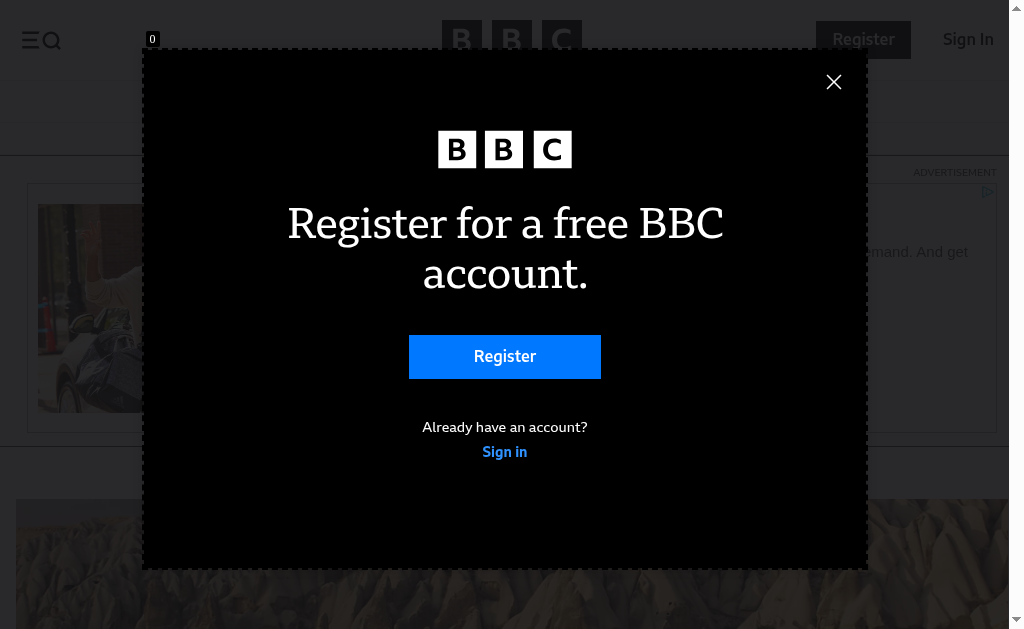 0
BBC
Register
Sign In
ADVERTISEMENT
BBC
Register for a free BBC
account.
emand. And get
Register
Already have an account?
Sign in